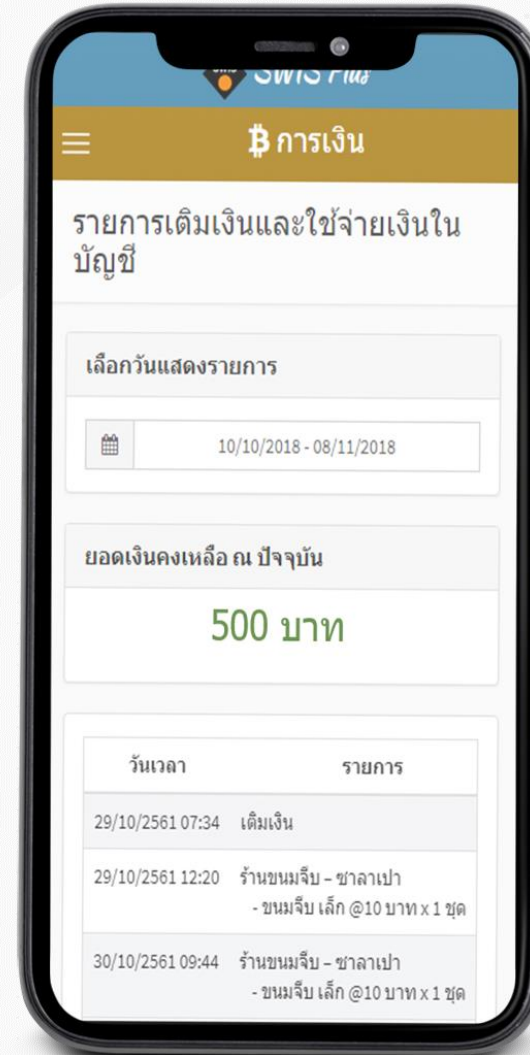 SWIS Plus
การเงิน
รายการเติมเงินและใช้จ่ายเงินใน
บัญชี
เลือกวันแสดงรายการ
10/10/2018 - 08/11/2018
ยอดเงินคงเหลือ ณ ปัจจุบัน
500 บาท
วันเวลา รายการ
29/10/2561 07:34 เติมเงิน
29/10/2561 12:20 ร้านขนมจีบ – ซาลาเปา
- ขนมจีบ เล็ก @10 บาท x 1 ชุด
30/10/2561 09:44 ร้านขนมจีบ – ซาลาเปา
- ขนมจีบ เล็ก @10 บาท x 1 ชุด